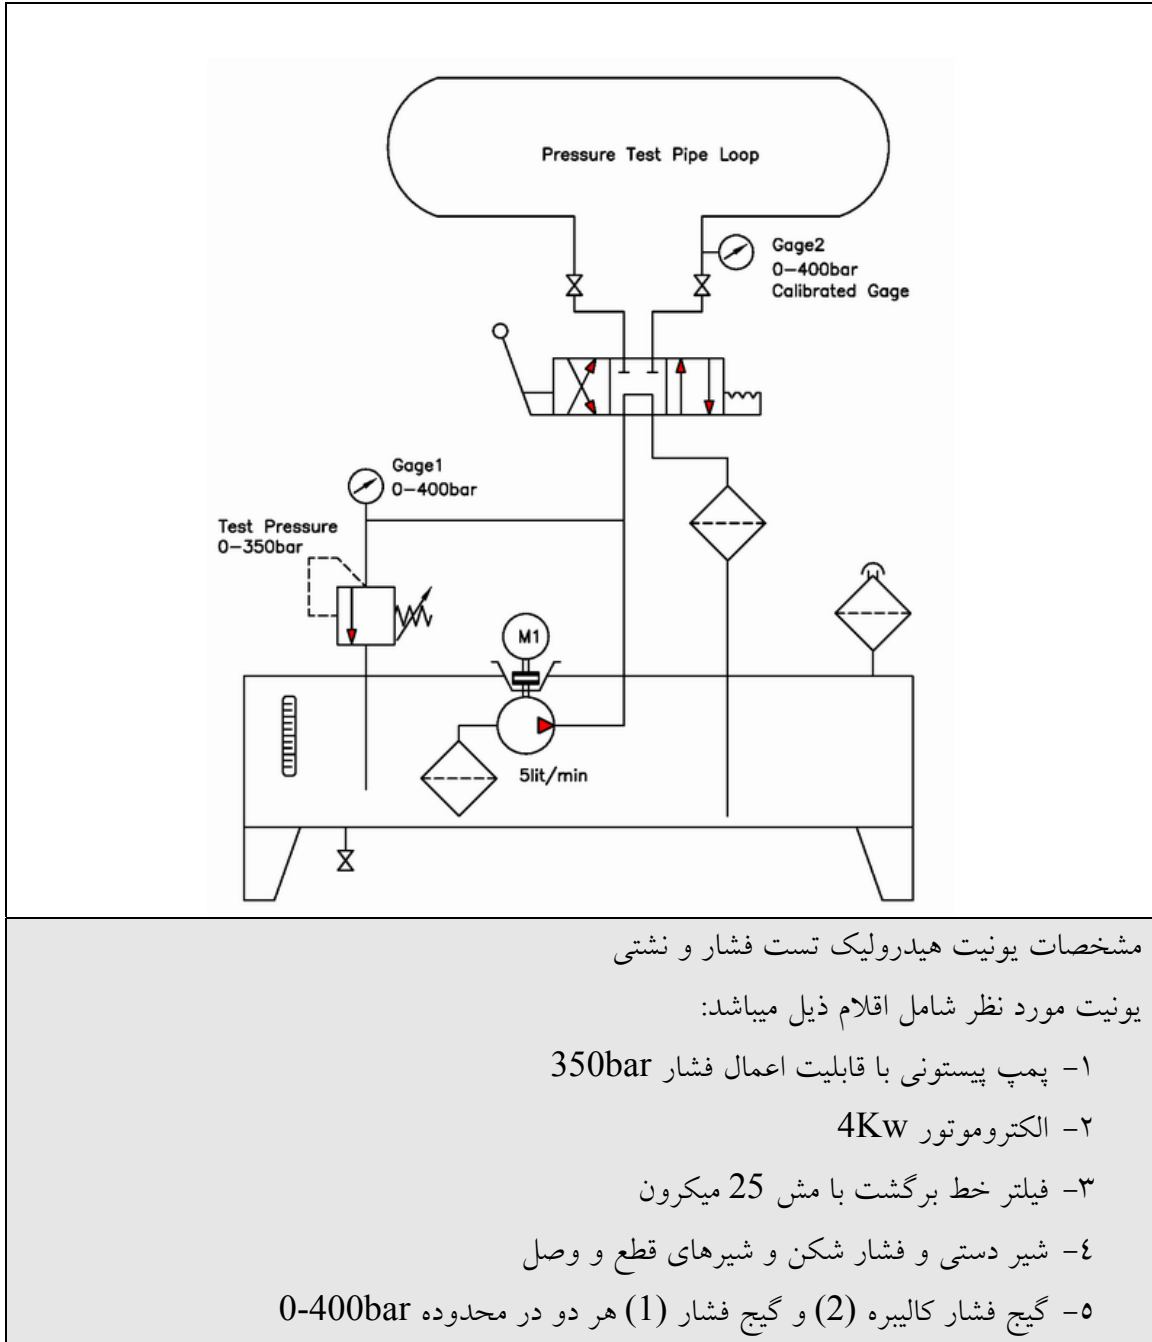 Pressure Test Pipe Loop
Gage2
0-400bar
Calibrated Gage
Gage1
0-400bar
Test Pressure
0-350bar
M1
5lit/min
مشخصات یونیت هیدرولیک تست فشار و نشتی
یونیت مورد نظر شامل اقلام ذیل میباشد:
۱- پمپ پیستونی با قابلیت اعمال فشار 350bar
۲- الکتروموتور 4Kw
۳- فیلتر خط برگشت با مش 25 میکرون
٤- شیر دستی و فشار شکن و شیرهای قطع و وصل
٥- گیج فشار کالیبره (2) و گیج فشار (1) هر دو در محدوده 0-400bar